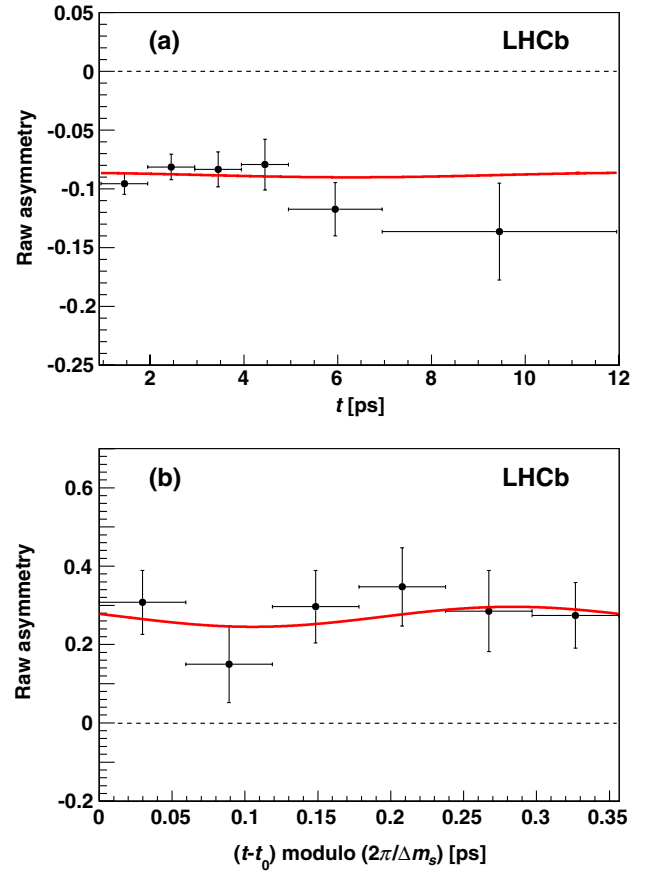 0.05
(a)
LHCb
0
-0.05
-0.1
-0.15
-0.2
-0.25
Raw asymmetry
2 4 6 8 10 12
t [ps]
(b)
LHCb
0.6
0.4
0.2
0
-0.2
Raw asymmetry
0 0.05 0.1 0.15 0.2 0.25 0.3 0.35
(t-t0) modulo (2π/Δms) [ps]